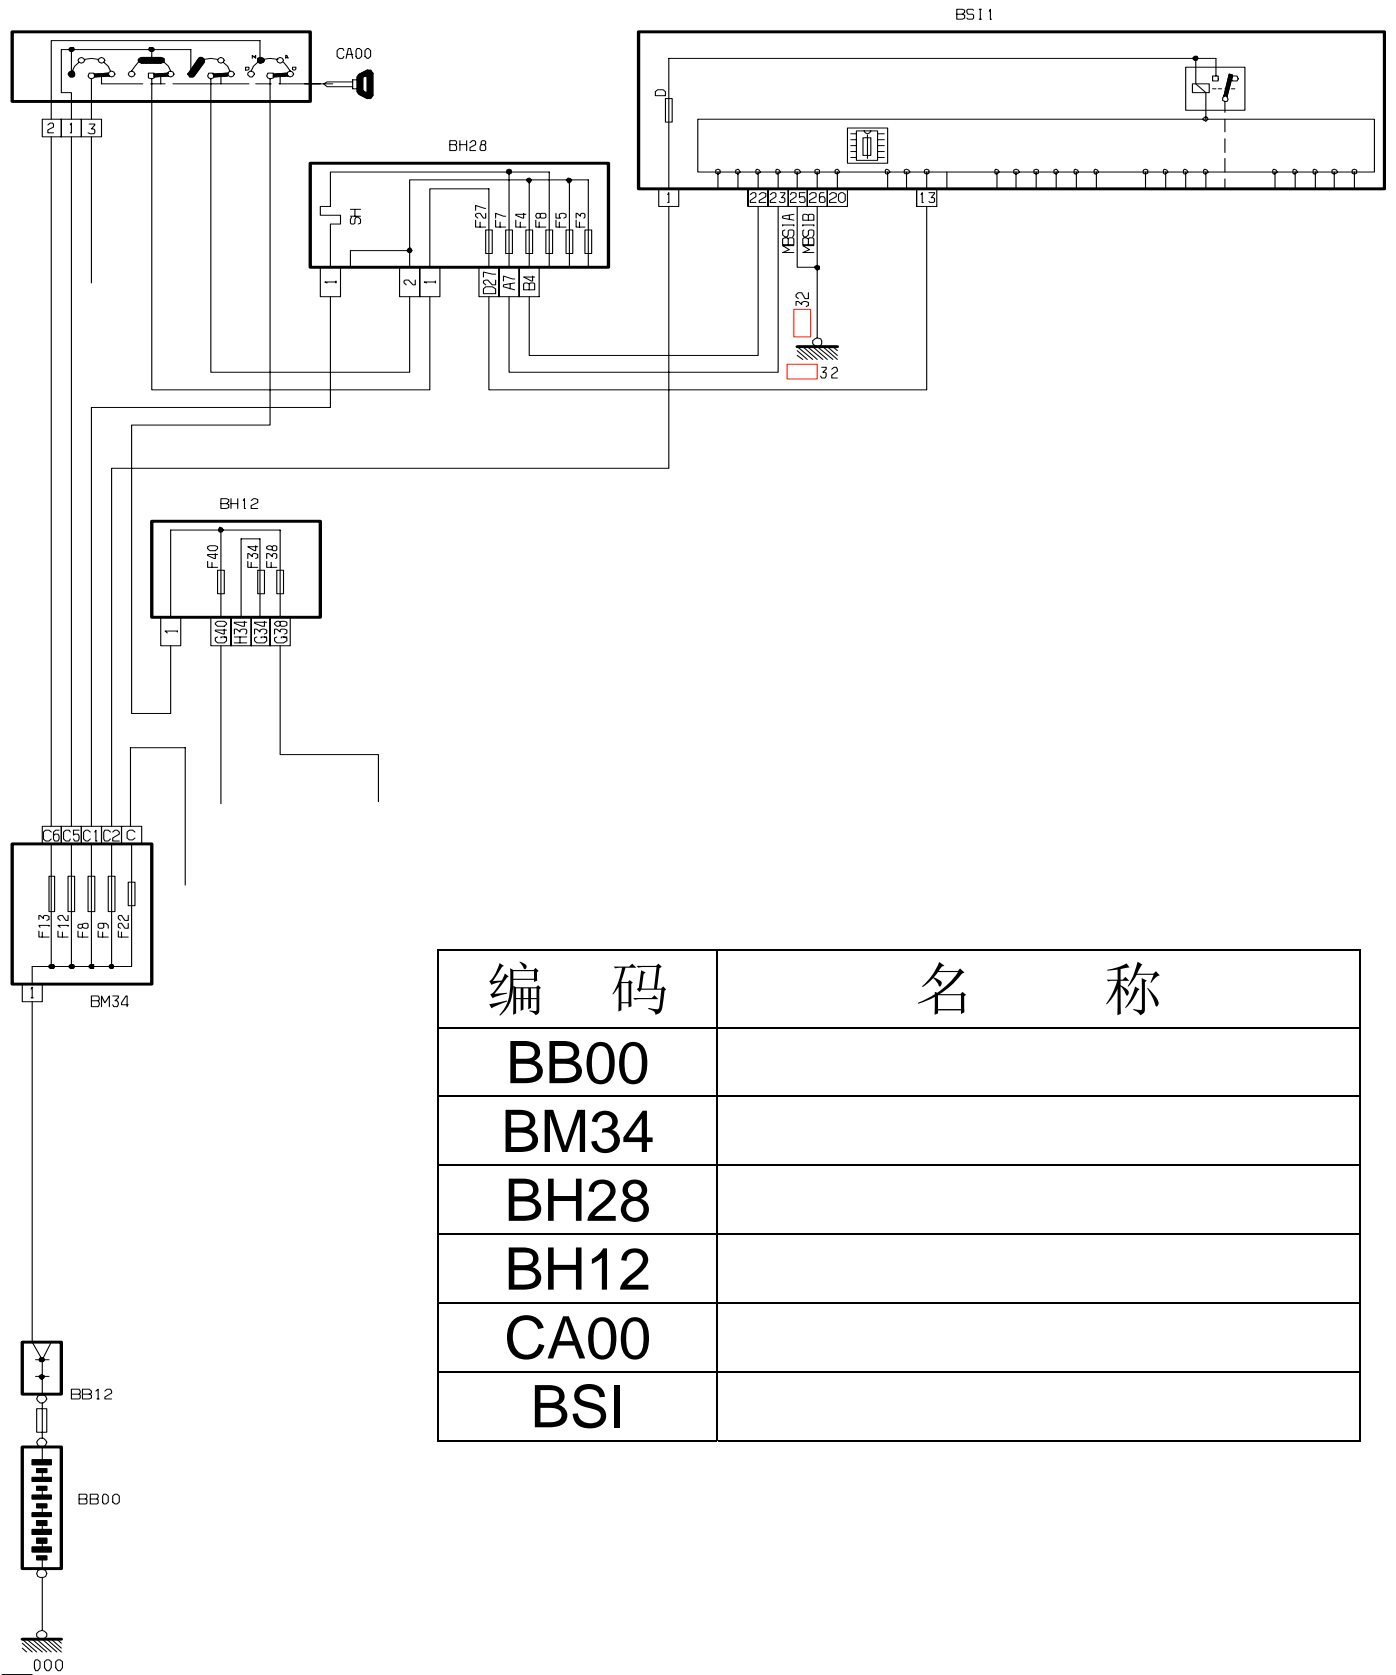 BSI1
CA00
2 1 3
BH28
SH
F27 F7 F4 F8 F5 F3
1 2 1 D27 A7 B4
D
1 22 23 25 26 20 13
MBSIA MBSIB
32
32
BH12
F40 F34 F38
1 G40 H34 G34 G38
C6 C5 C1 C2 C
F13 F12 F8 F9 F22
1
BM34
编 码 名 称
BB00
BM34
BH28
BH12
CA00
BSI
BB12
BB00
000